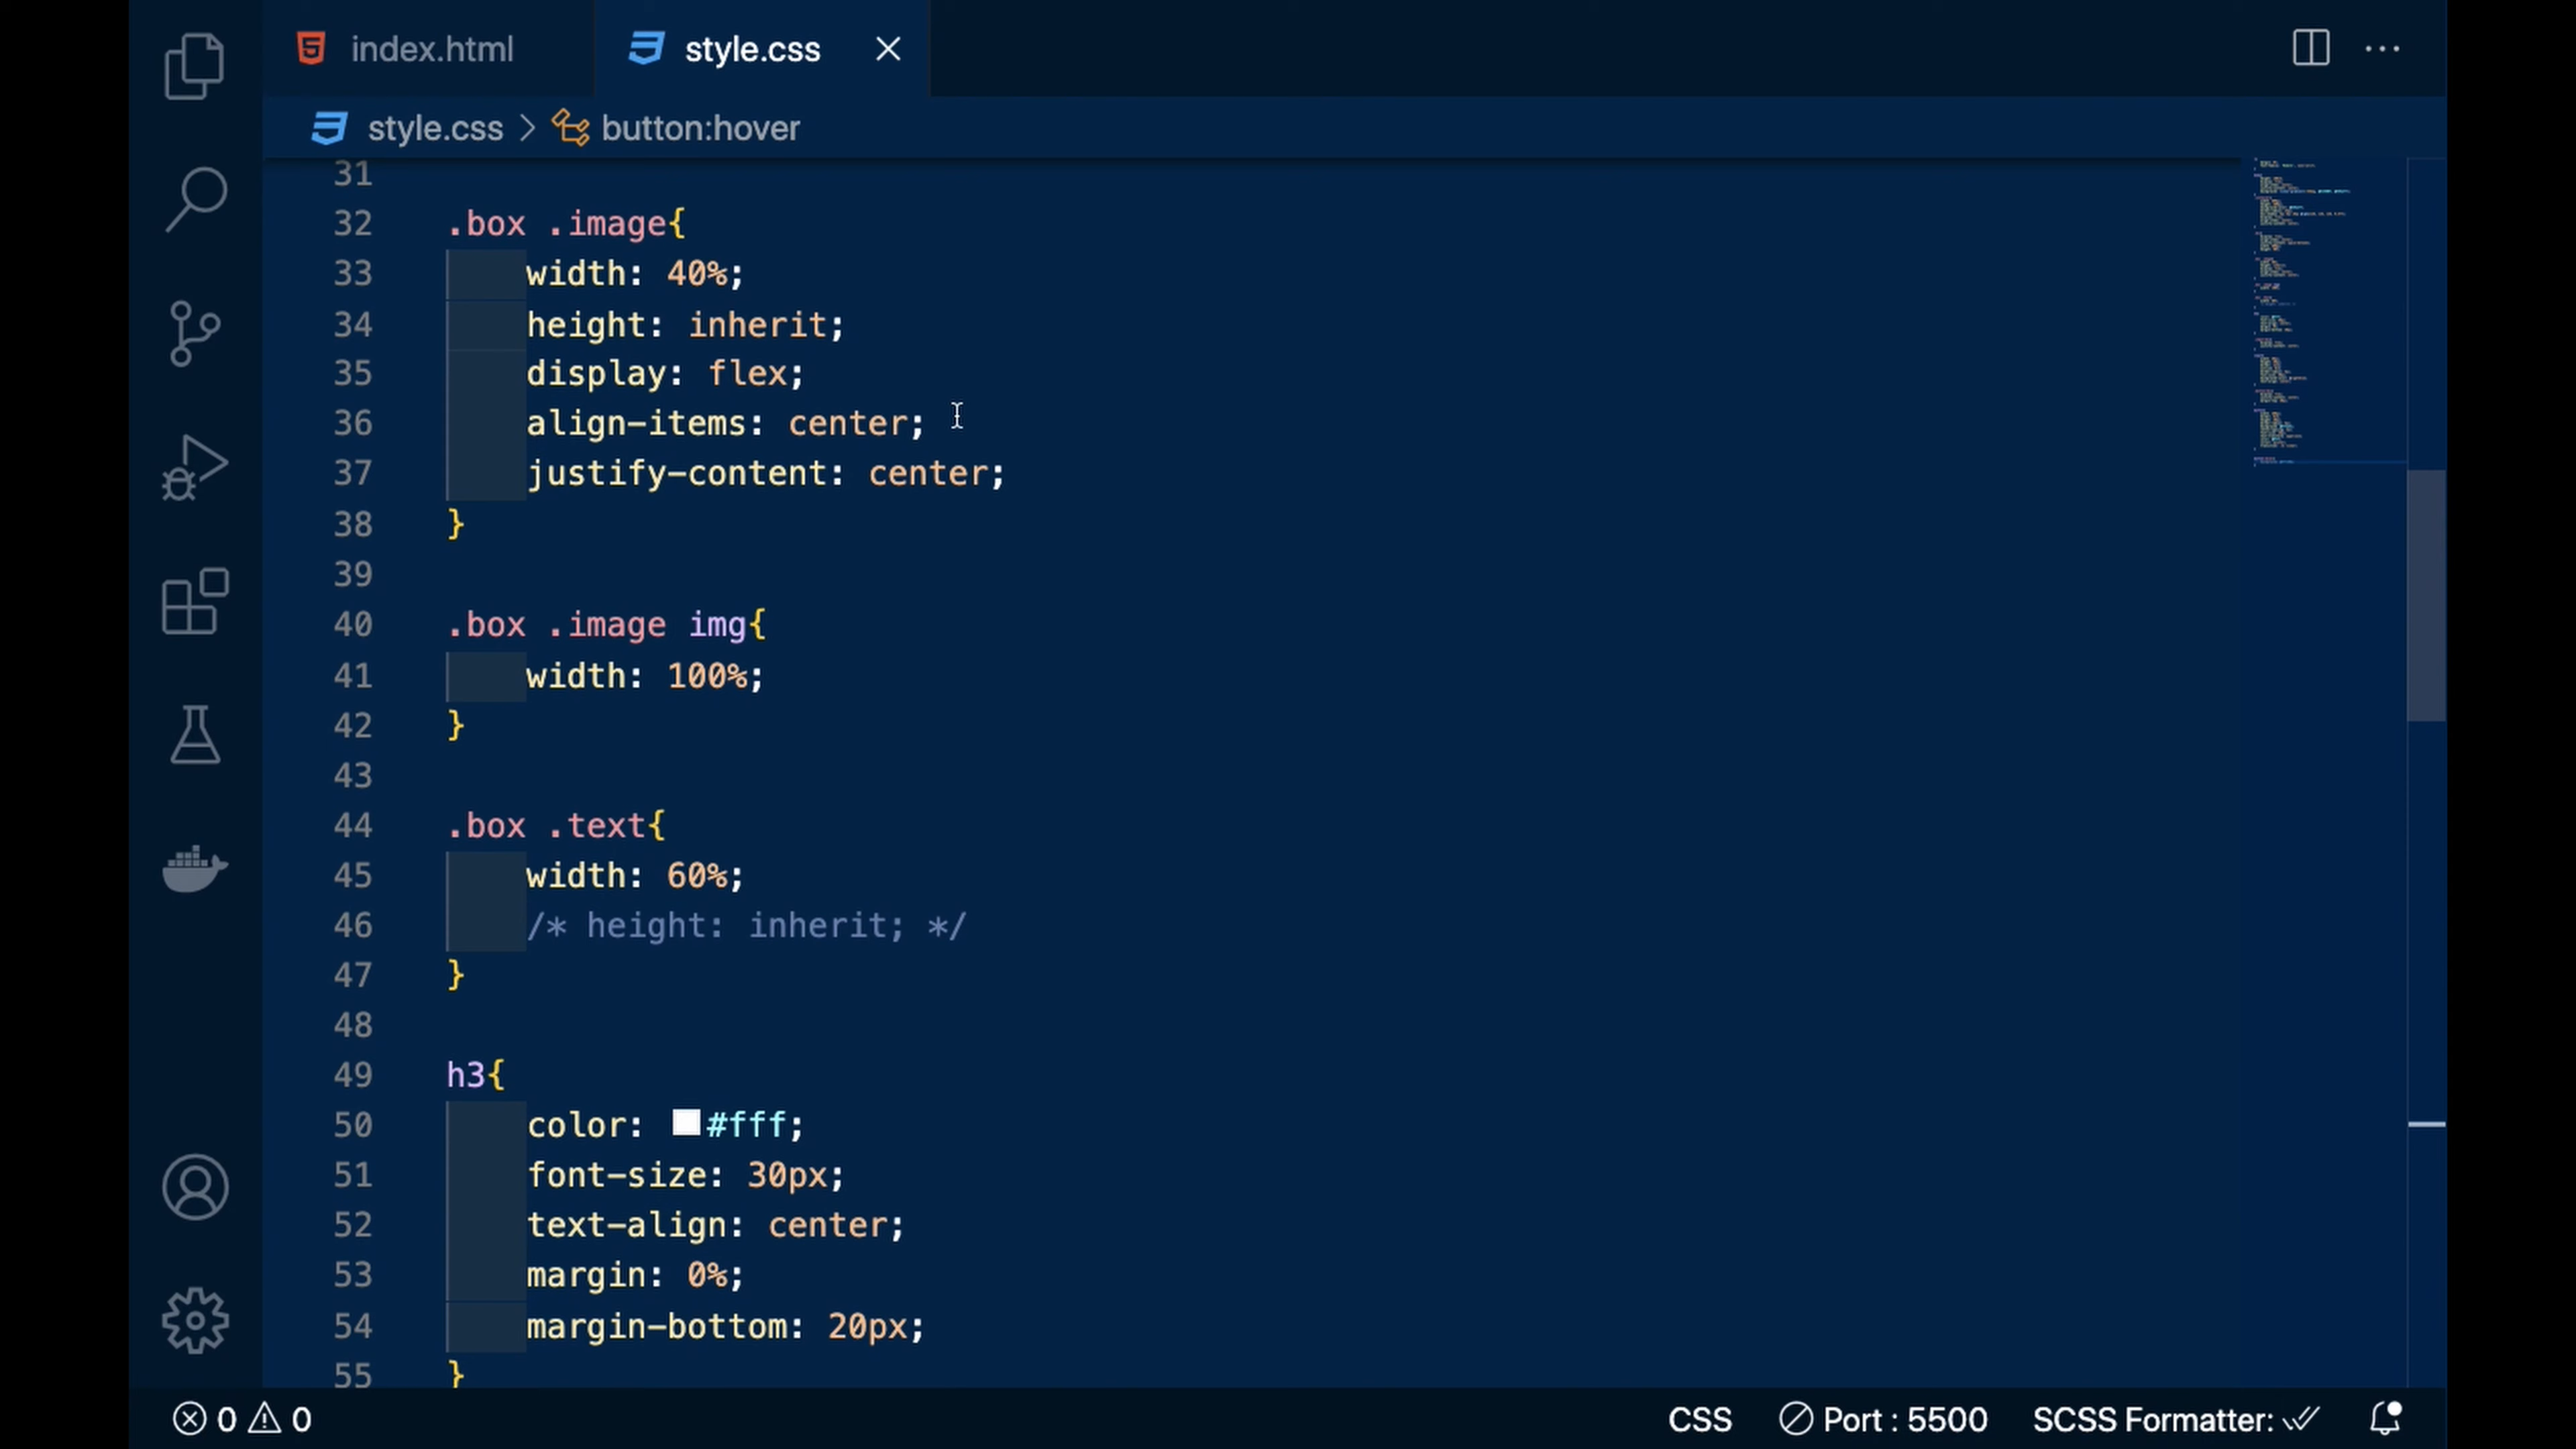 index.html
style.css
style.css > button:hover
31
32 .box .image{
33 width: 40%;
34 height: inherit;
35 display: flex;
36 align-items: center;
37 justify-content: center;
38 }
39
40 .box .image img{
41 width: 100%;
42 }
43
44 .box .text{
45 width: 60%;
46 /* height: inherit; */
47 }
48
49 h3{
50 color: #fff;
51 font-size: 30px;
52 text-align: center;
53 margin: 0%;
54 margin-bottom: 20px;
55 }
0 0
CSS
Port : 5500
SCSS Formatter: